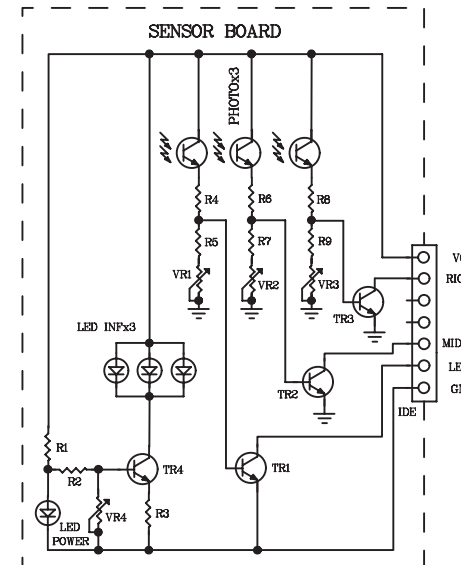 SENSOR BOARD
PHOTOx3
R4
R6
R8
R5
R7
R9
VR1
VR2
VR3
TR3
LED INFx3
MID
TR2
IDE
R1
R2
TR4
TR1
VR4
R3
LED
POWER